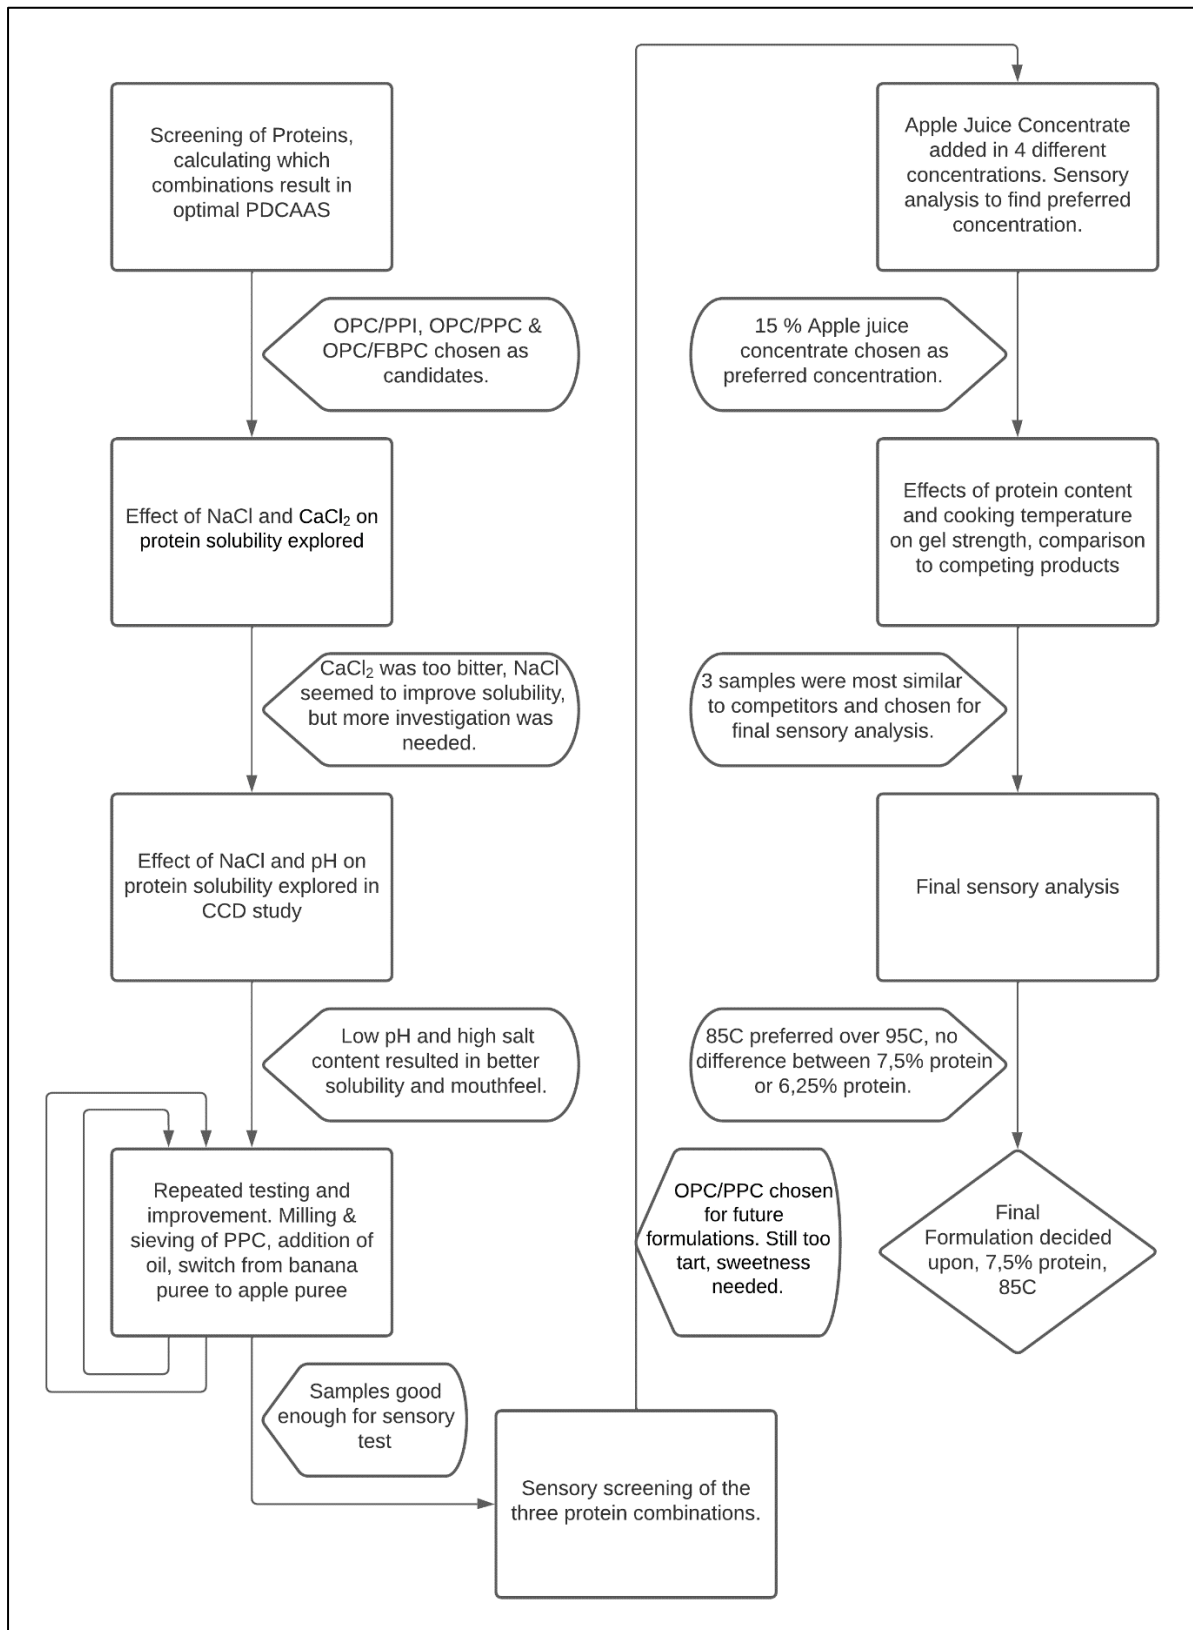 Screening of Proteins,
calculating which
combinations result in
optimal PDCAAS
OPC/PPI, OPC/PPC &
OPC/FBPC chosen as
candidates.
Effect of NaCl and CaCl₂ on
protein solubility explored
CaCl₂ was too bitter, NaCl
seemed to improve solubility,
but more investigation was
needed.
Effect of NaCl and pH on
protein solubility explored in
CCD study
Low pH and high salt
content resulted in better
solubility and mouthfeel.
Repeated testing and
improvement. Milling &
sieving of PPC, addition of
oil, switch from banana
puree to apple puree
Samples good
enough for sensory
test
Sensory screening of the
three protein combinations.
OPC/PPC chosen
for future
formulations. Still too
tart, sweetness
needed.
Apple Juice Concentrate
added in 4 different
concentrations. Sensory
analysis to find preferred
concentration.
15 % Apple juice
concentrate chosen as
preferred concentration.
Effects of protein content
and cooking temperature
on gel strength, comparison
to competing products
3 samples were most similar
to competitors and chosen for
final sensory analysis.
Final sensory analysis
85C preferred over 95C, no
difference between 7,5% protein
or 6,25% protein.
Final
Formulation decided
upon, 7,5% protein,
85C